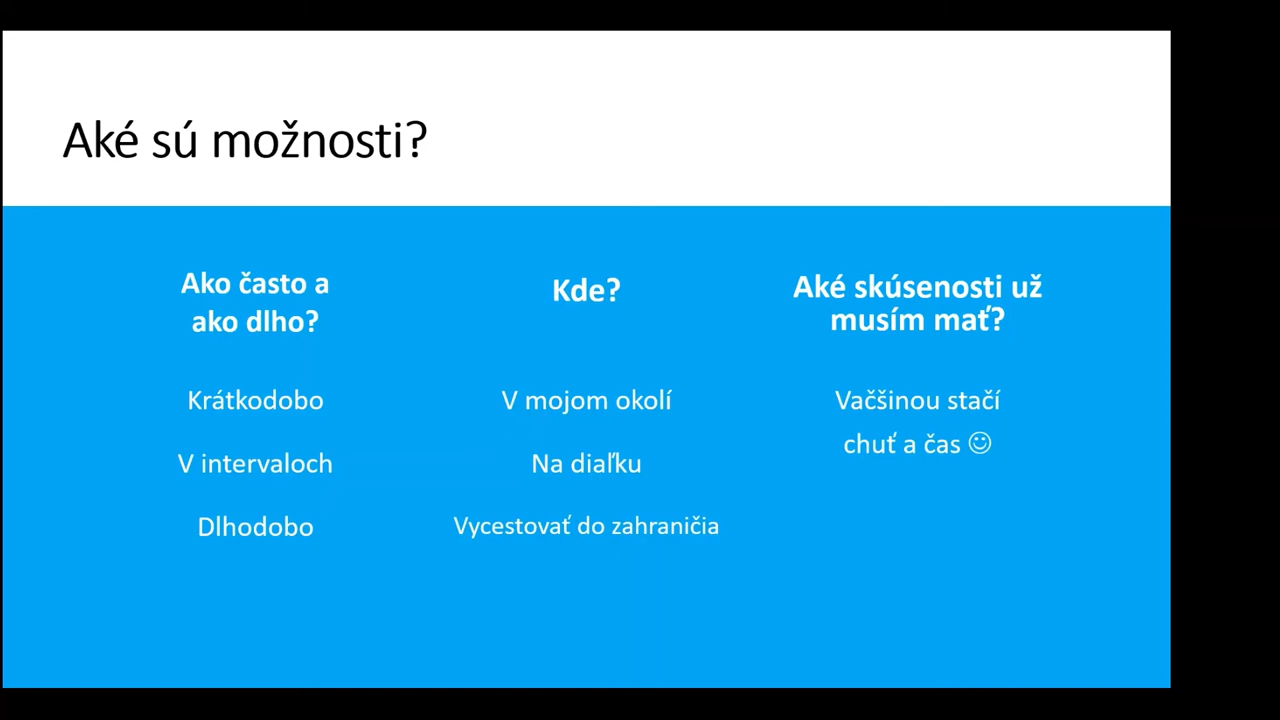 Aké sú možnosti?
Ako často a
ako dlho?
Krátkodobo
V intervaloch
Dlhodobo
Kde?
V mojom okolí
Na diaľku
Vycestovať do zahraničia
Aké skúsenosti už
musím mať?
Vačšinou stačí
chuť a čas ☺